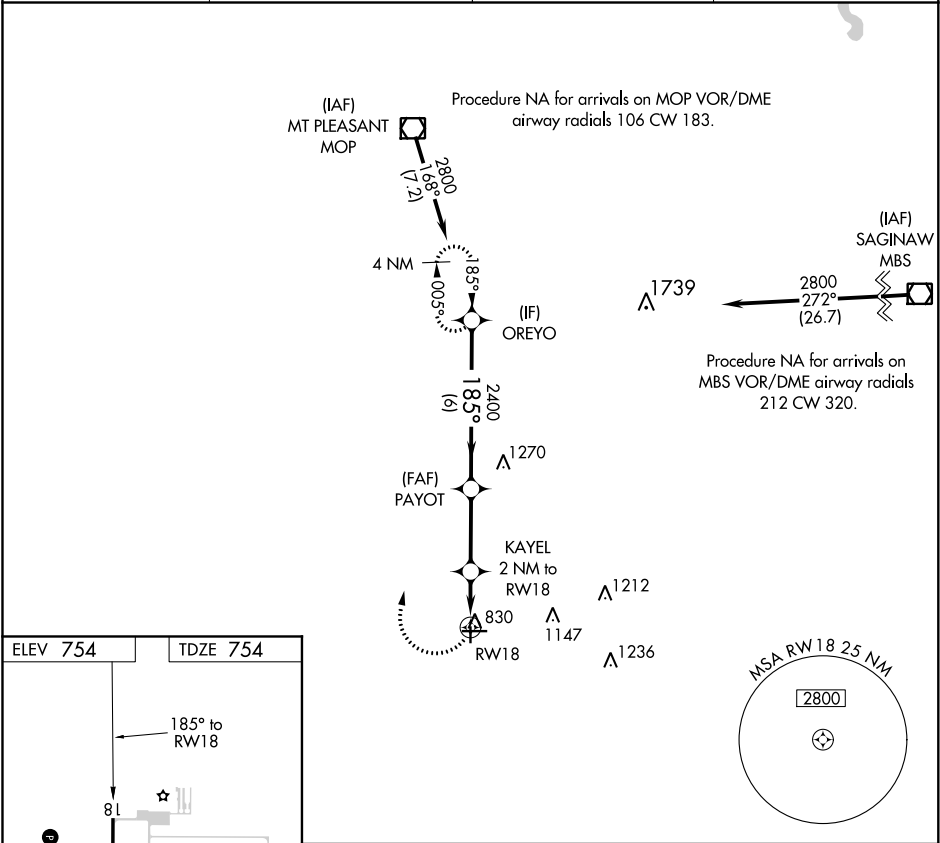 (IAF)
MT PLEASANT
MOP
Procedure NA for arrivals on MOP VOR/DME
airway radials 106 CW 183.
2800
168°
(7.2)
(IAF)
SAGINAW
MBS
4 NM
185°
005°
1739
2800
272°
(26.7)
(IF)
OREYO
Procedure NA for arrivals on
MBS VOR/DME airway radials
212 CW 320.
2400
185°
(6)
1270
(FAF)
PAYOT
KAYEL
2 NM to
RW18
1212
830
1147
RW18
1236
ELEV 754
TDZE 754
MSA RW18 25 NM
2800
185° to
RW18
18
P